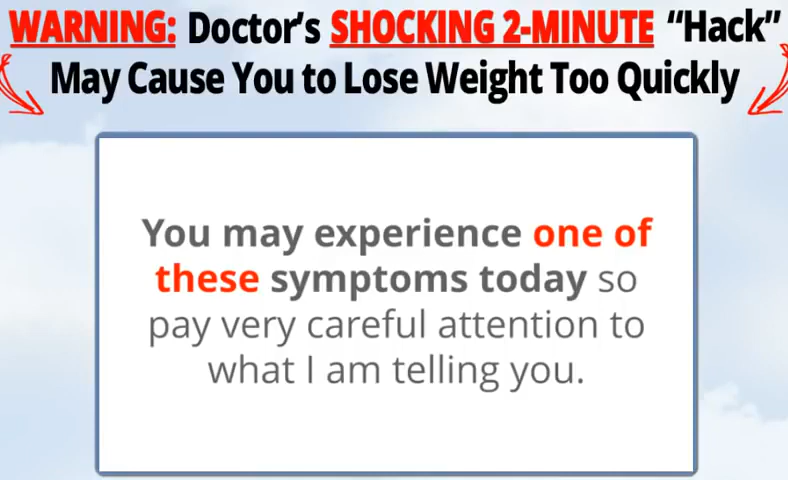 WARNING: Doctor's SHOCKING 2-MINUTE “Hack”
May Cause You to Lose Weight Too Quickly
You may experience one of
these symptoms today so
pay very careful attention to
what I am telling you.